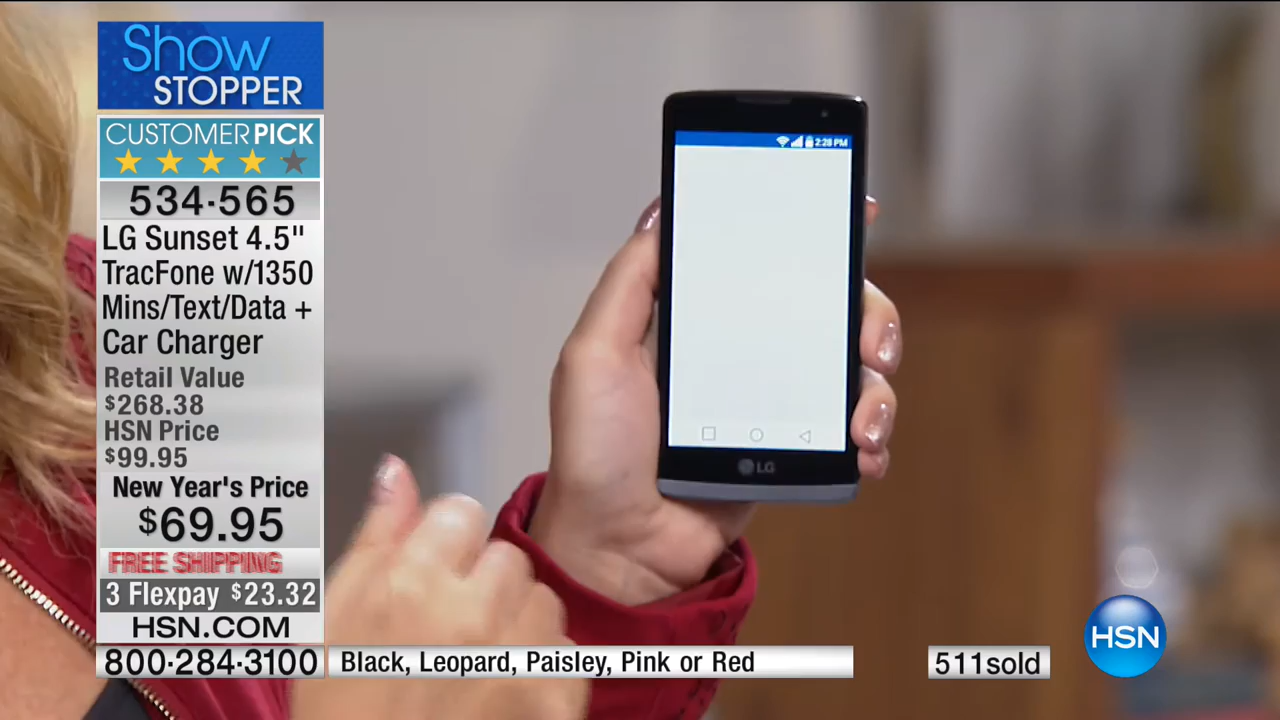 Show
STOPPER
CUSTOMER PICK
534-565
LG Sunset 4.5"
TracFone w/1350
Mins/Text/Data +
Car Charger
Retail Value
$268.38
HSN Price
$99.95
New Year's Price
$69.95
FREE SHIPPING
3 Flexpay $23.32
HSN.COM
800-284-3100
Black, Leopard, Paisley, Pink or Red
511sold
HSN
2:28 PM
LG